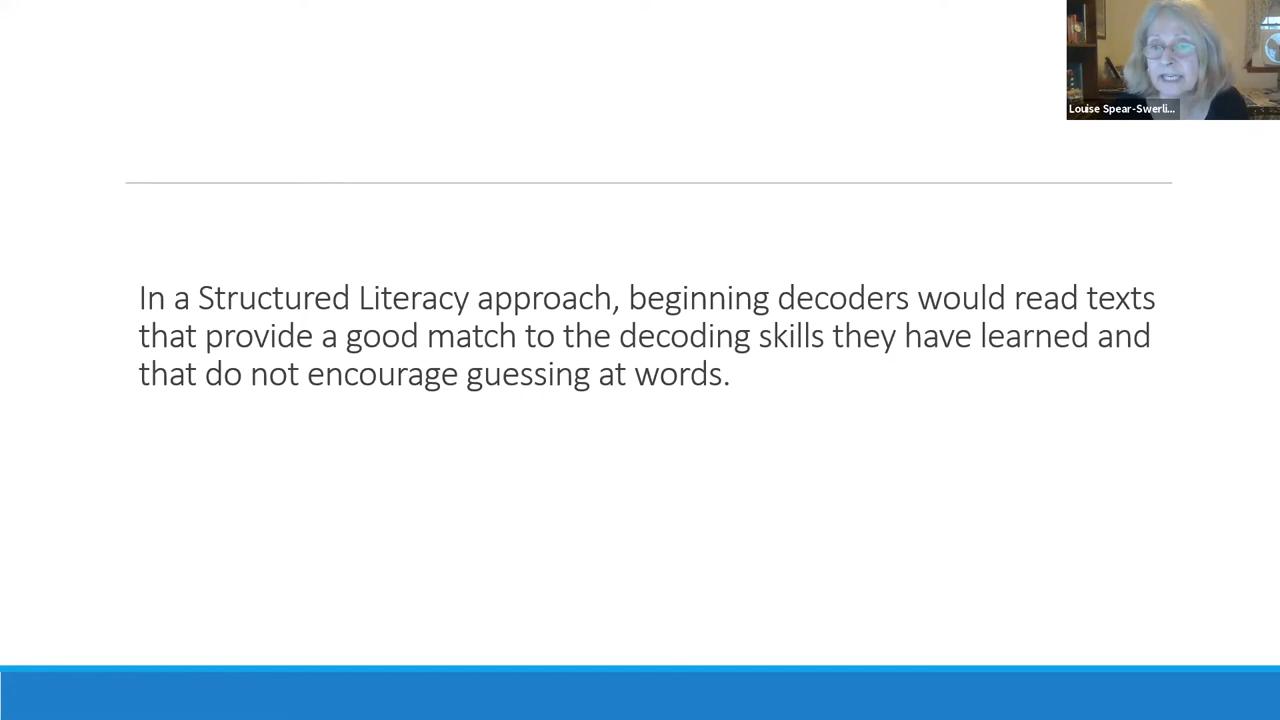 Louise Spear-Swerli...
In a Structured Literacy approach, beginning decoders would read texts
that provide a good match to the decoding skills they have learned and
that do not encourage guessing at words.